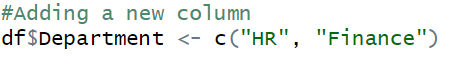 #Adding a new column
df$Department <- c("HR", "Finance")